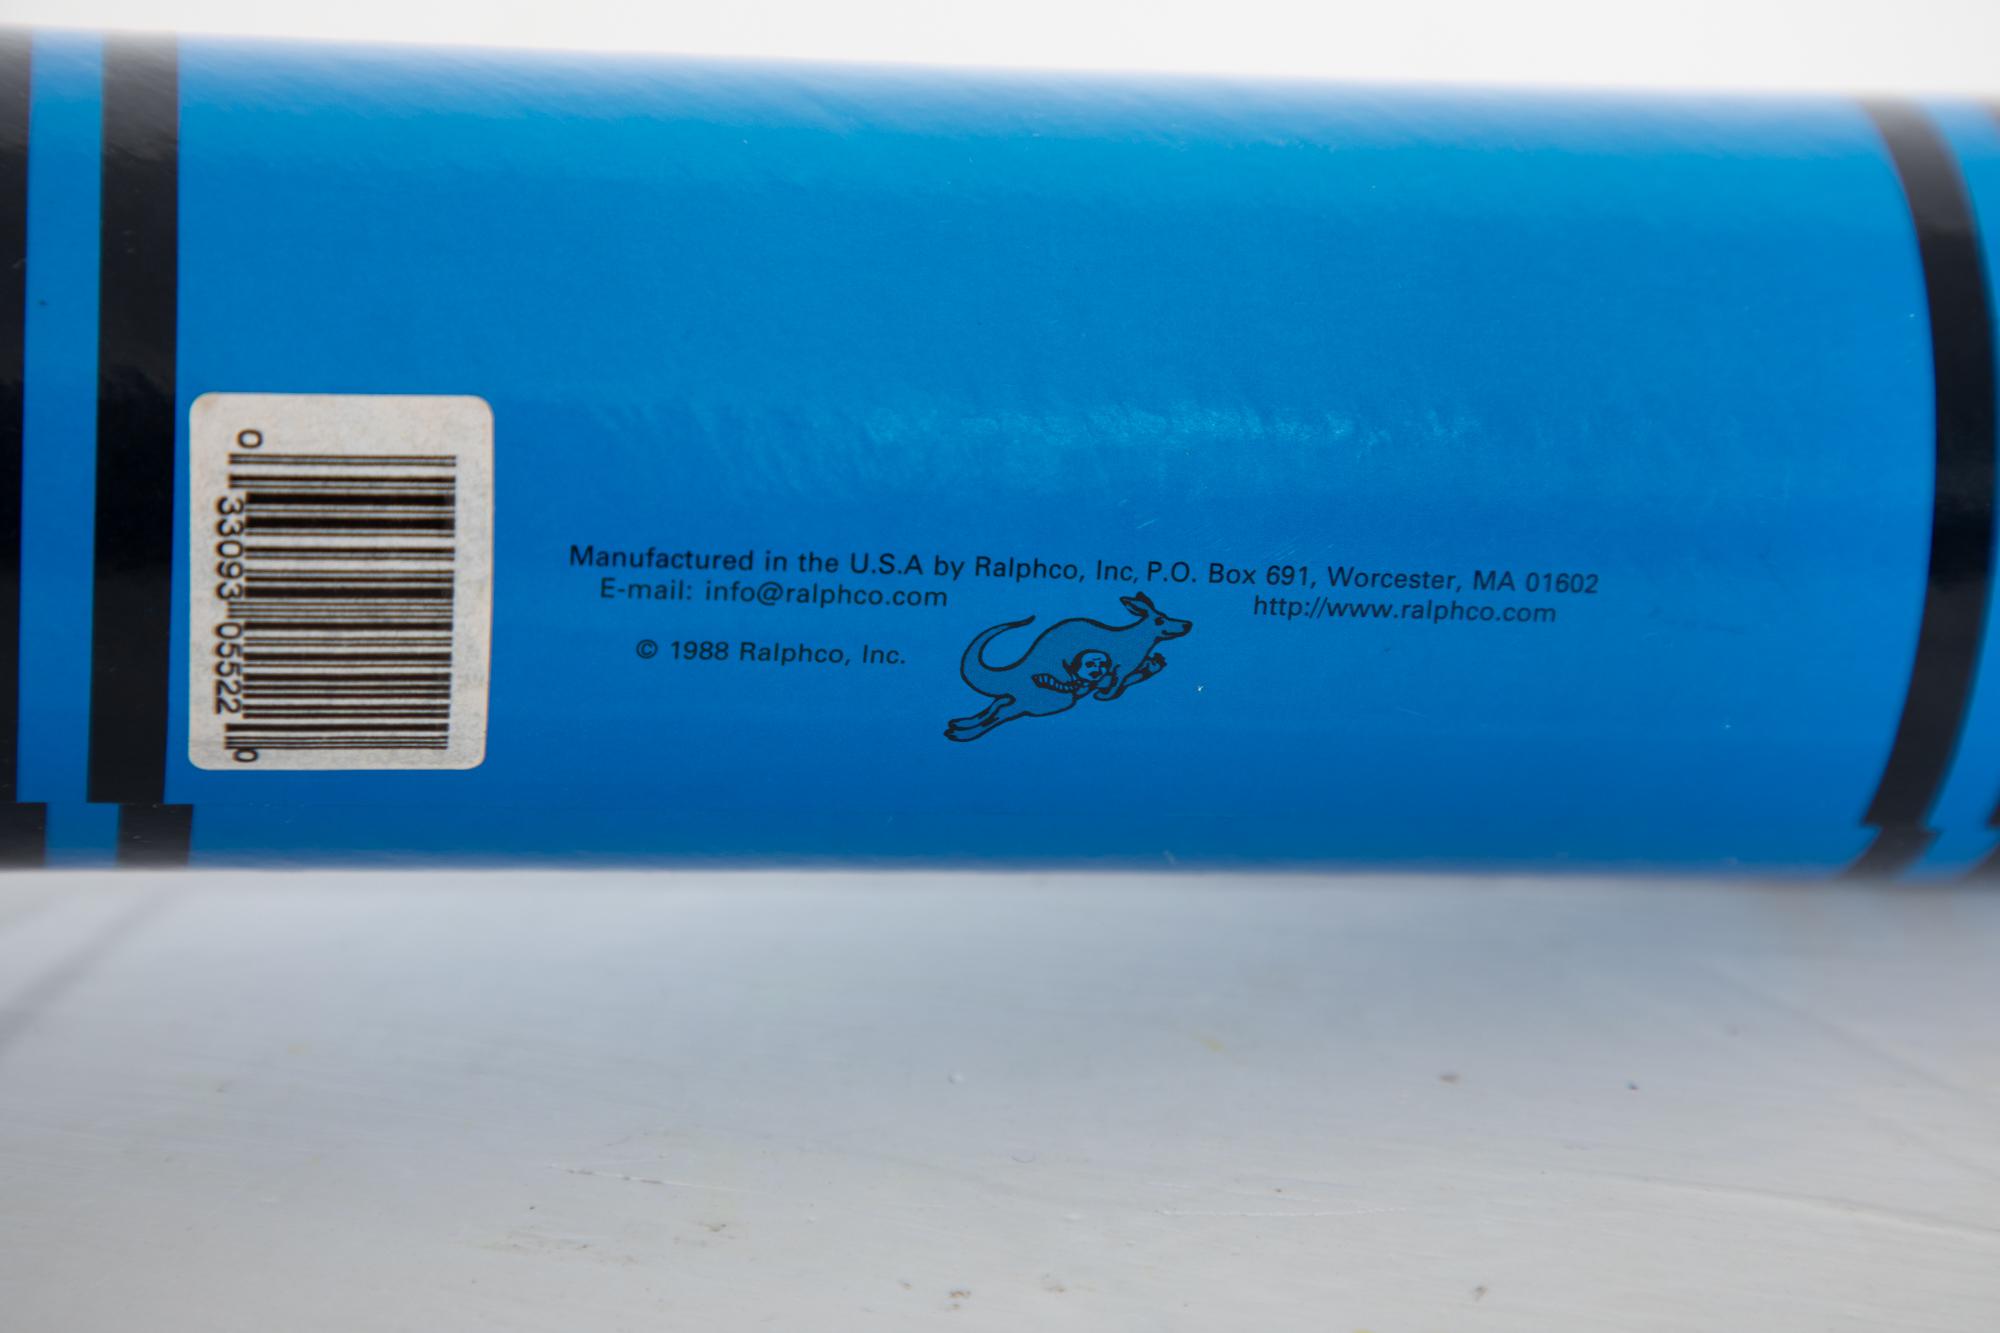 0 33093 05522 0
Manufactured in the U.S.A by Ralphco, Inc, P.O. Box 691, Worcester, MA 01602
E-mail: info@ralphco.com http://www.ralphco.com
© 1988 Ralphco, Inc.